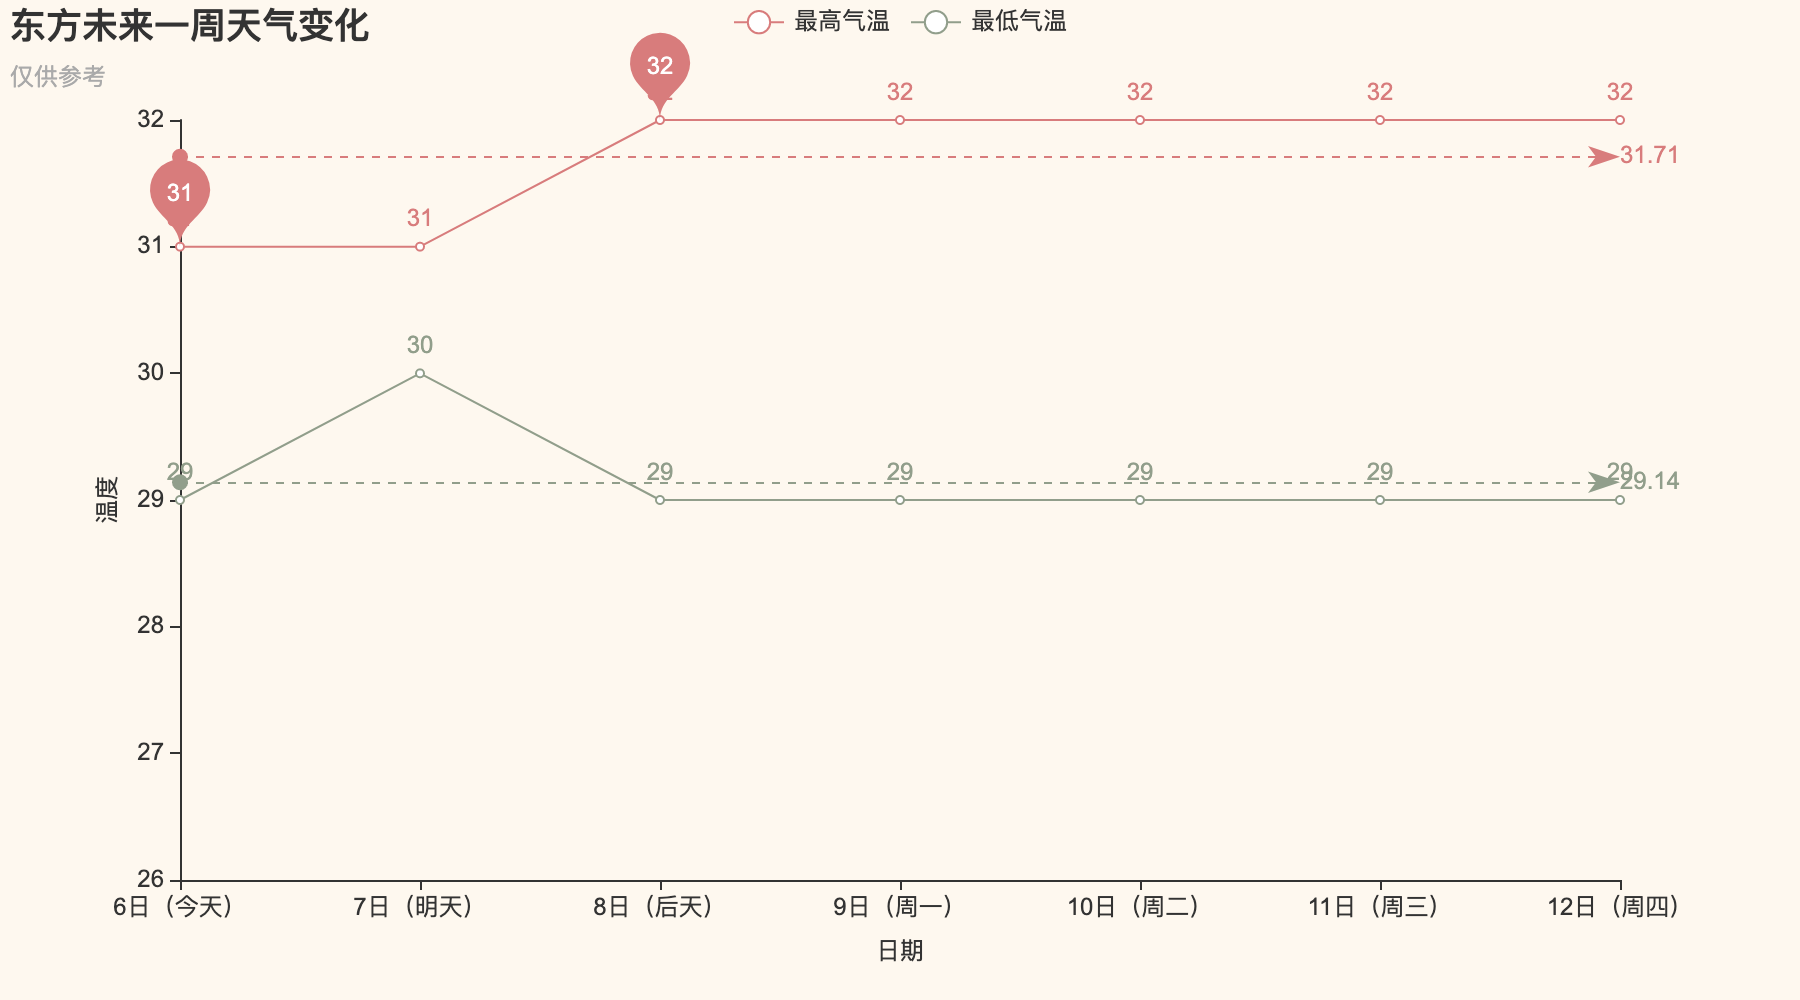 东方未来一周天气变化
仅供参考
最高气温 最低气温
32
32 32 32 32
32
31.71
31
31
31
30
30
29 29 29 29 29 29
29.14
29
温度
28
27
26
6日（今天） 7日（明天） 8日（后天） 9日（周一） 10日（周二） 11日（周三） 12日（周四）
日期